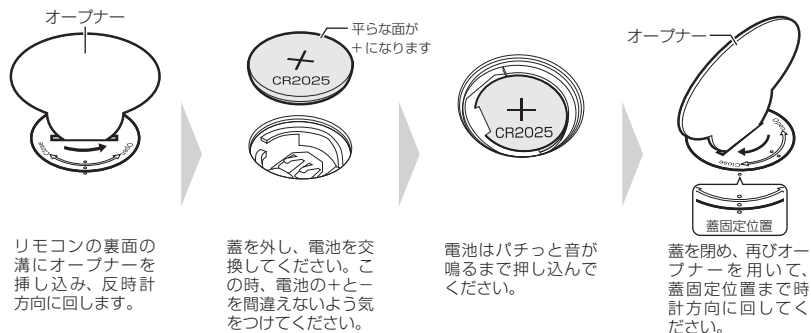 オープナー
Close
Open
リモコンの裏面の
溝にオープナーを
挿し込み、反時計
方向に回します。
平らな面が
+になります
+
CR2025
蓋を外し、電池を交
換してください。こ
の時、電池の+と−
を間違えないよう気
をつけてください。
+
CR2025
電池はパチっと音が
鳴るまで押し込んで
ください。
オープナー
Open
Close
蓋固定位置
蓋を閉め、再びオー
プナーを用いて、
蓋固定位置まで時
計方向に回してく
ださい。